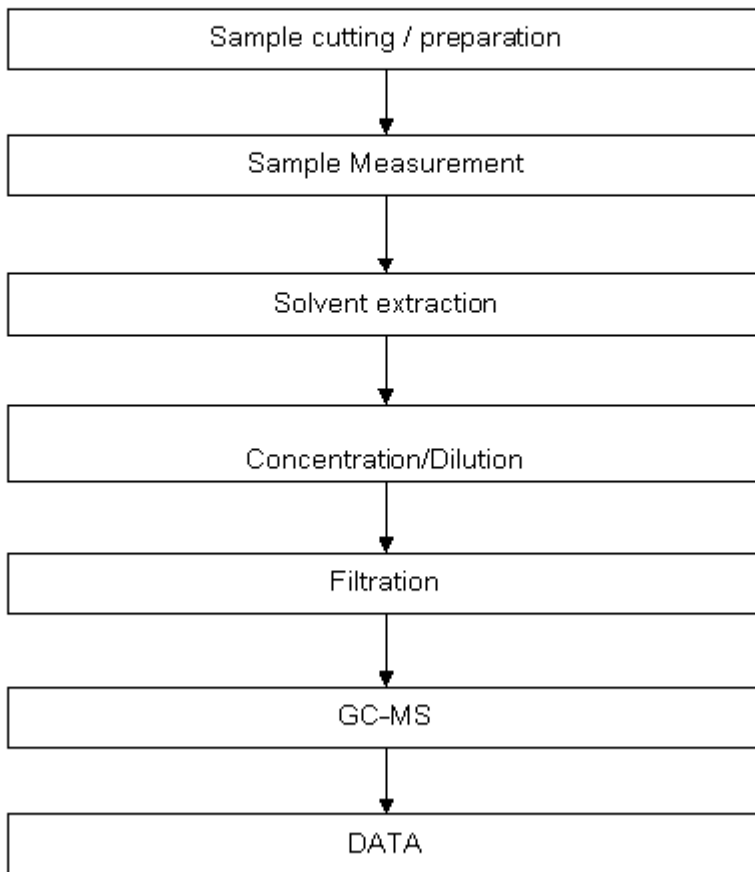 Sample cutting / preparation
Sample Measurement
Solvent extraction
Concentration/Dilution
Filtration
GC-MS
DATA